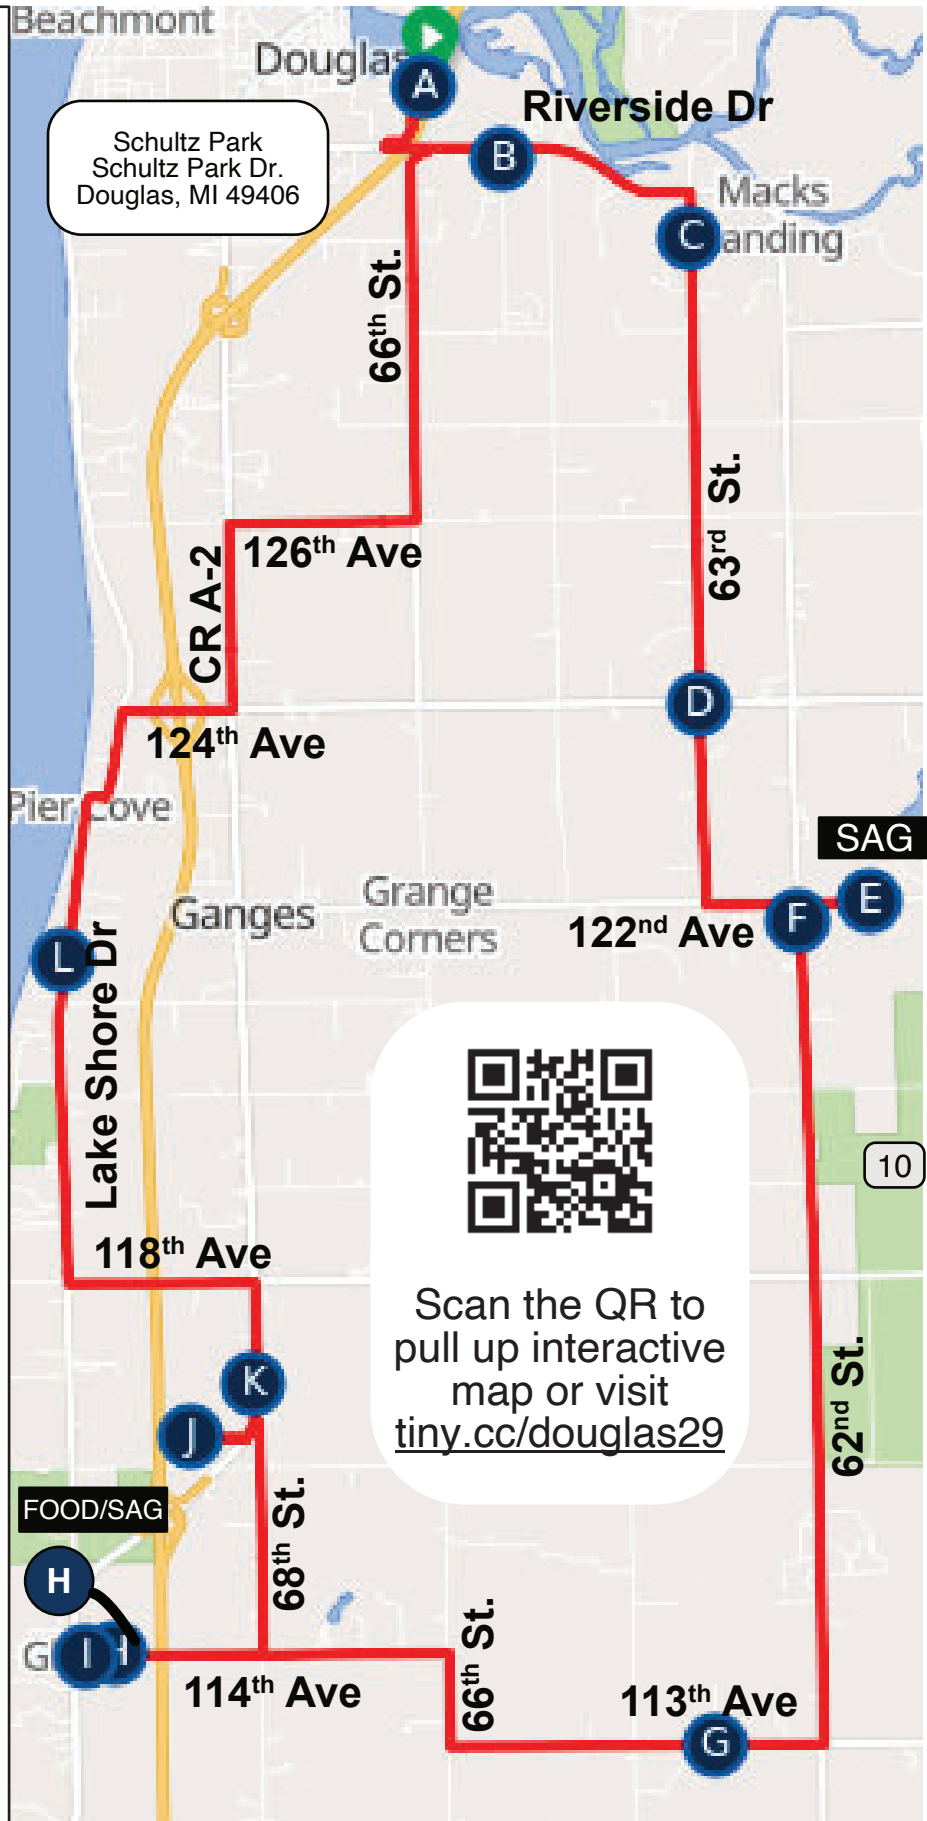 Beachmont
Douglas
A
Riverside Dr
B
Schultz Park
Schultz Park Dr.
Douglas, MI 49406
Macks
anding
C
66th St.
63rd St.
126th Ave
CR A-2
D
124th Ave
Pier Cove
SAG
Grange
Corners
Ganges
E
F
122nd Ave
L
Lake Shore Dr
10
118th Ave
Scan the QR to
pull up interactive
map or visit
tiny.cc/douglas29
K
J
62nd St.
FOOD/SAG
68th St.
H
66th St.
G
I
H
114th Ave
113th Ave
G